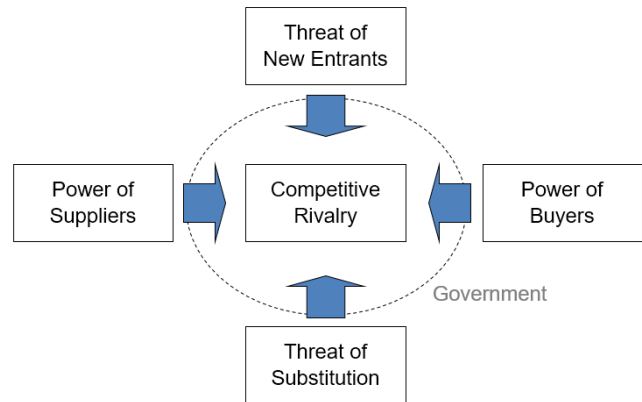 Threat of
New Entrants
Power of
Suppliers
Competitive
Rivalry
Power of
Buyers
Government
Threat of
Substitution